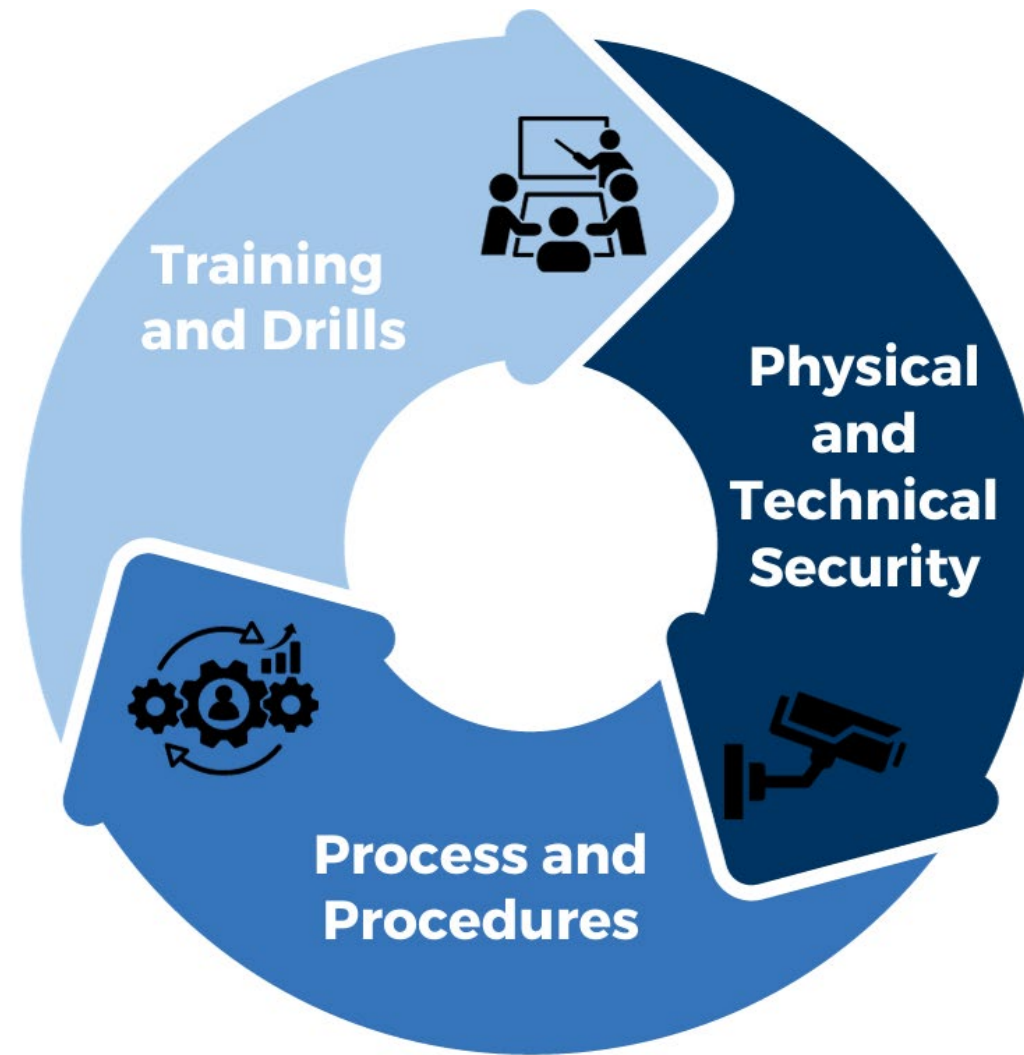 Training
and Drills
Physical
and
Technical
Security
Process and
Procedures